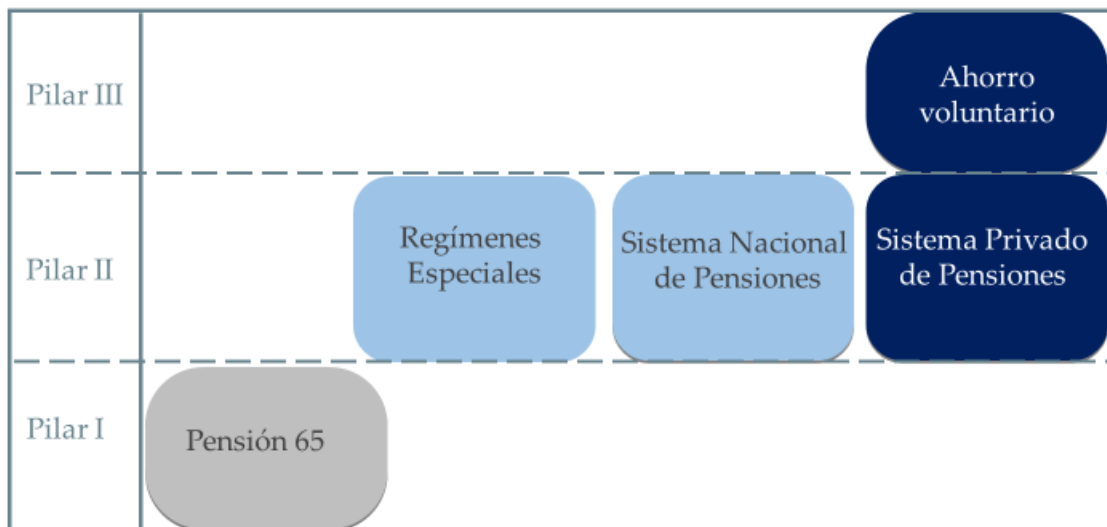 Pilar III
Ahorro
voluntario
Pilar II
Regímenes
Especiales
Sistema Nacional
de Pensiones
Sistema Privado
de Pensiones
Pilar I
Pensión 65